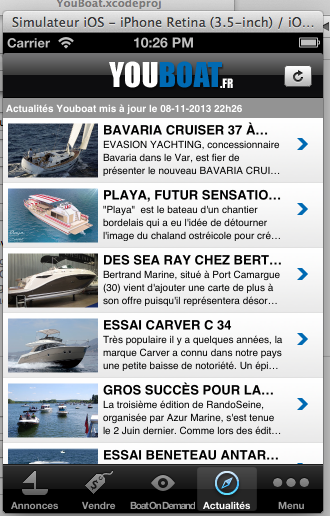 YouBoat.xcodeproj
Simulateur iOS - iPhone Retina (3.5-inch) / iO...
Carrier 10:26 PM
YOUBOAT.FR
Actualités Youboat mis à jour le 08-11-2013 22h26
BAVARIA CRUISER 37 À...
EVASION YACHTING, concessionnaire
Bavaria dans le Var, est fier de
présenter le nouveau BAVARIA CRUI...
PLAYA, FUTUR SENSATIO...
"Playa" est le bateau d'un chantier
bordelais qui a eu l'idée de détourner
l'image du chaland ostréicole pour cré...
DES SEA RAY CHEZ BERT...
Bertrand Marine, situé à Port Camargue
(30) vient d'ajouter une carte de plus à
son offre puisqu'il représentera désor...
ESSAI CARVER C 34
Très populaire il y a quelques années, la
marque Carver a connu dans notre pays
une petite baisse de notoriété. Un épi...
GROS SUCCÈS POUR LA...
La troisième édition de RandoSeine,
organisée par Azur Marine, s'est tenue
le 2 Juin dernier. Comme lors des édit...
ESSAI BENETEAU ANTAR...
Annonces Vendre Boat On Demand Actualités Menu